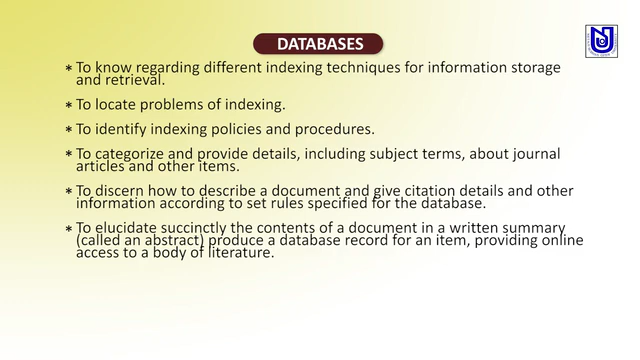 DATABASES
* To know regarding different indexing techniques for information storage
and retrieval.
* To locate problems of indexing.
* To identify indexing policies and procedures.
* To categorize and provide details, including subject terms, about journal
articles and other items.
* To discern how to describe a document and give citation details and other
information according to set rules specified for the database.
* To elucidate succinctly the contents of a document in a written summary
(called an abstract) produce a database record for an item, providing online
access to a body of literature.